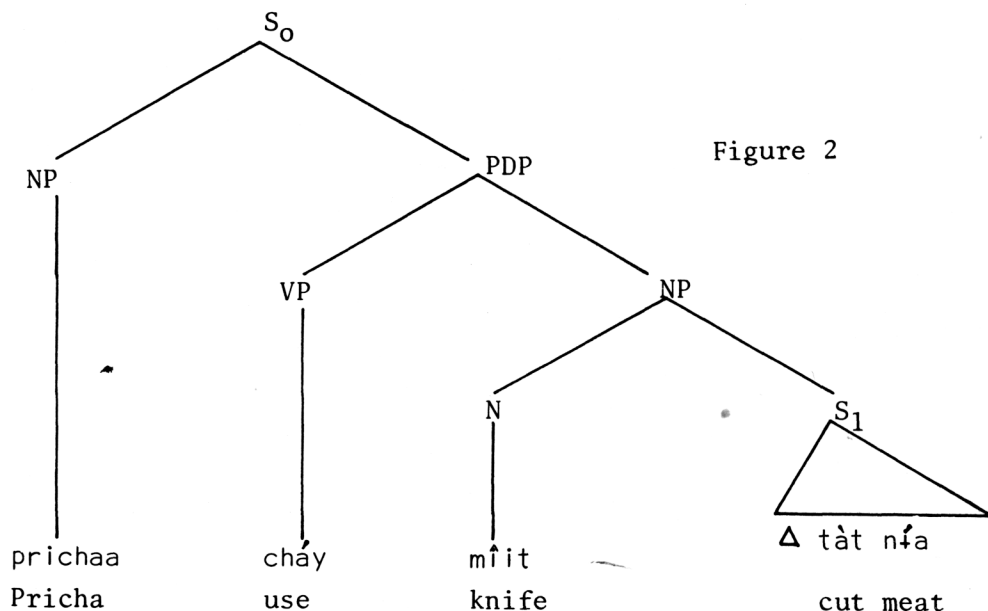 S₀
Figure 2
NP PDP
VP NP
N S₁
prichaa cháy mîit Δ tàt nɨ́a
Pricha use knife cut meat